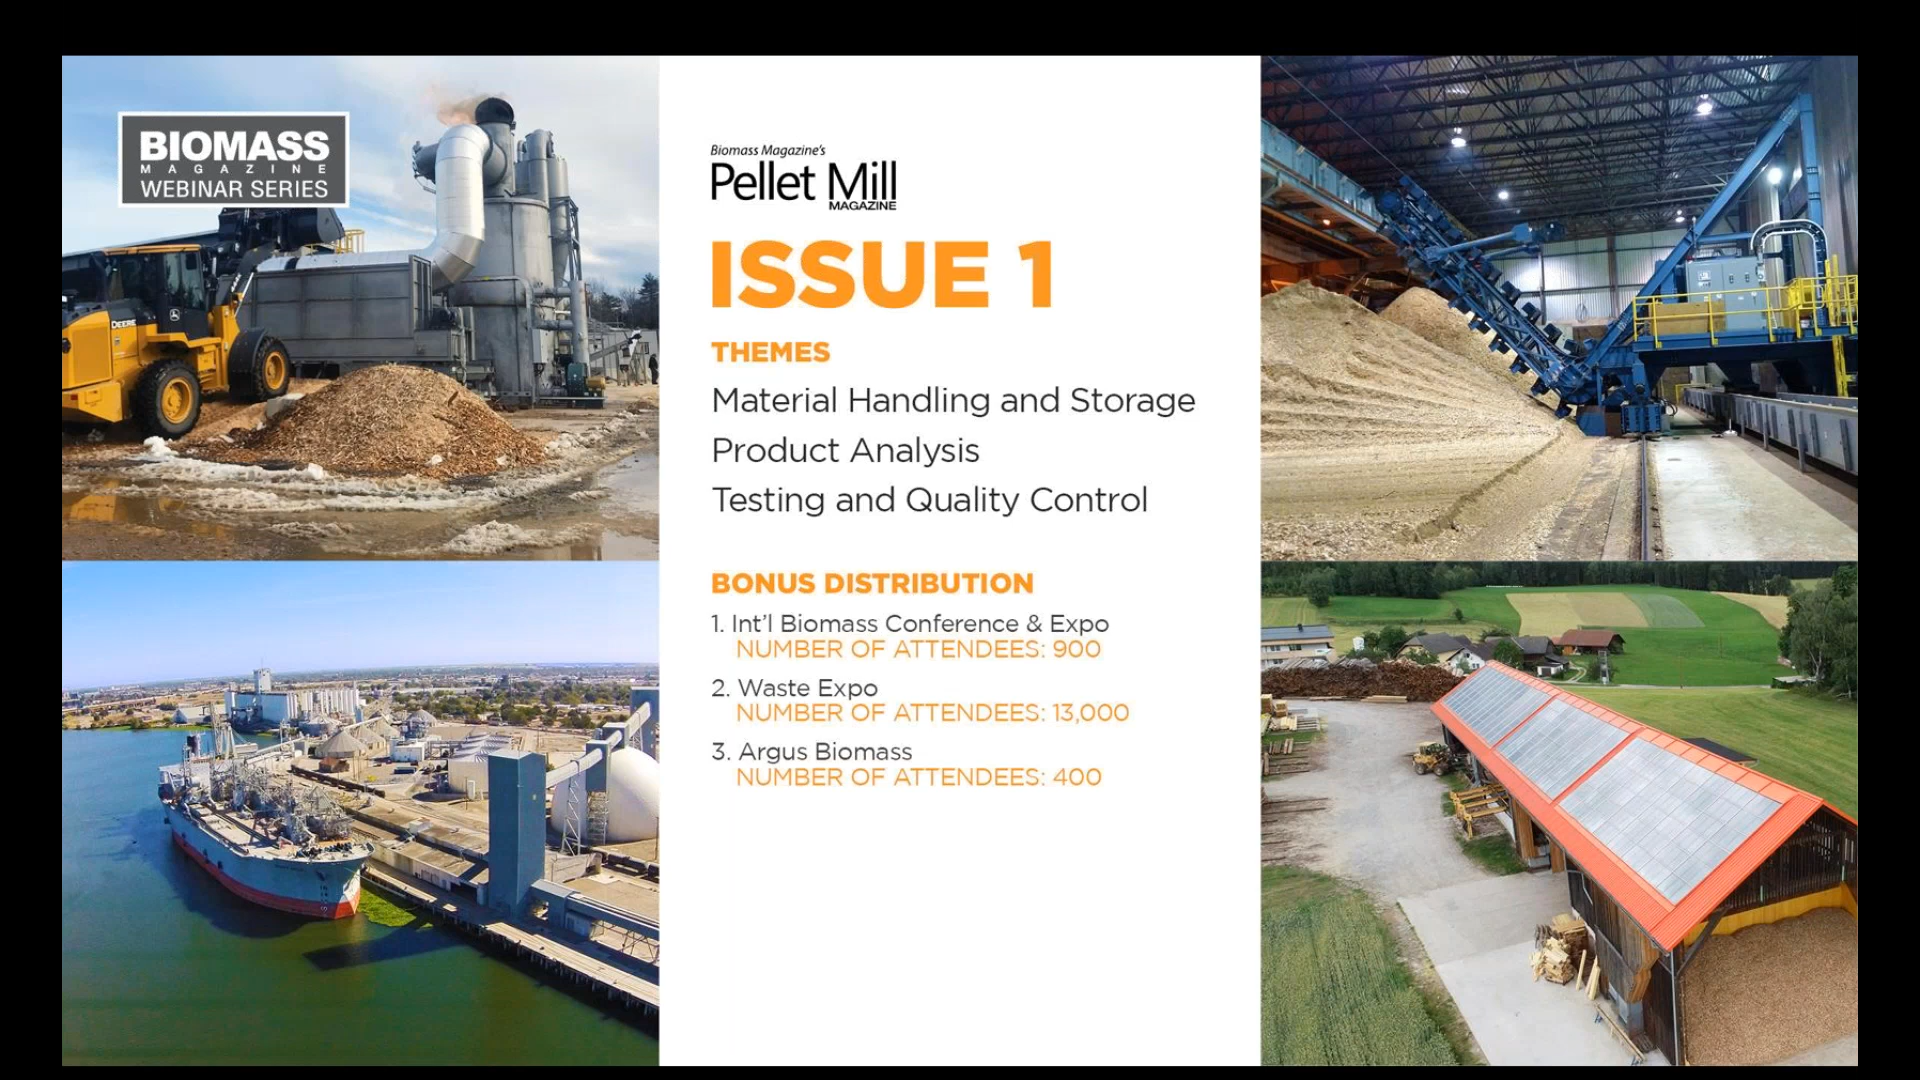 BIOMASS
MAGAZINE
WEBINAR SERIES
DEERE
Biomass Magazine's
Pellet Mill
MAGAZINE
ISSUE 1
THEMES
Material Handling and Storage
Product Analysis
Testing and Quality Control
BONUS DISTRIBUTION
1. Int'l Biomass Conference & Expo
NUMBER OF ATTENDEES: 900
2. Waste Expo
NUMBER OF ATTENDEES: 13,000
3. Argus Biomass
NUMBER OF ATTENDEES: 400